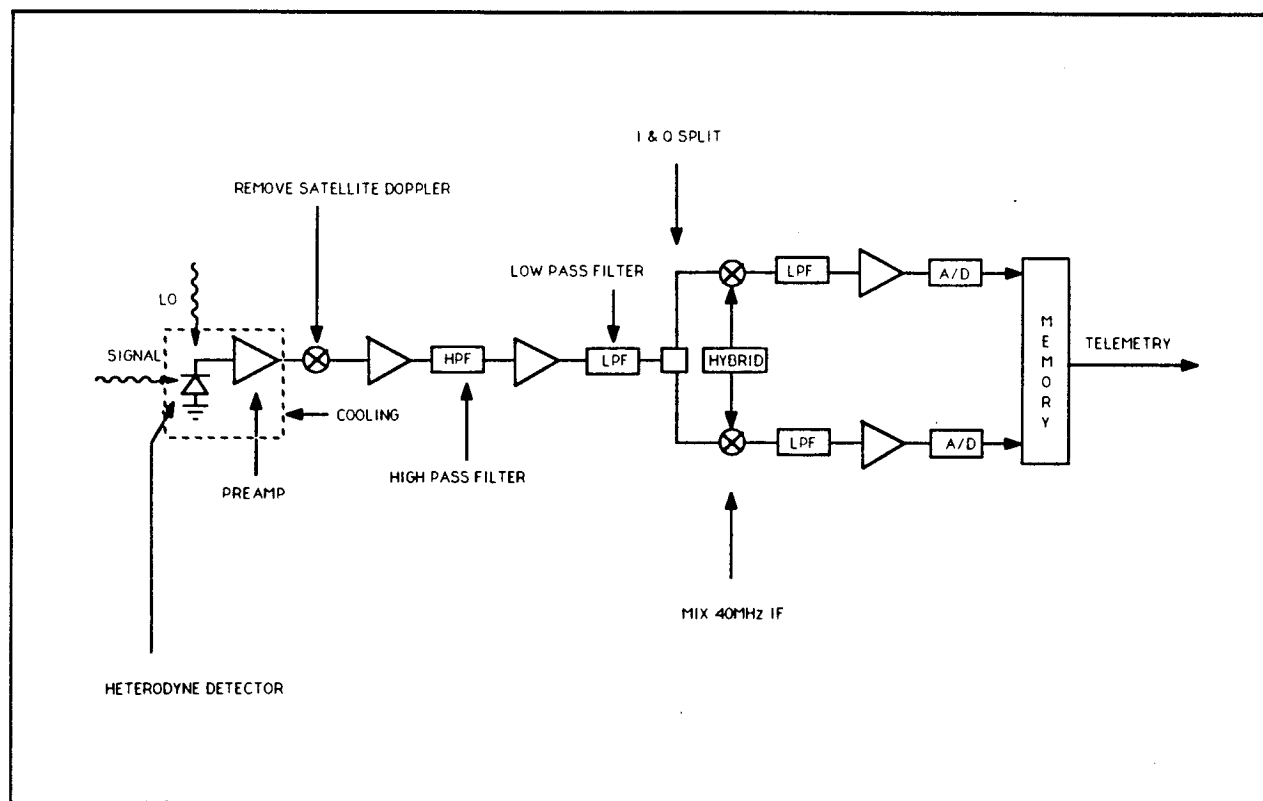 I & Q SPLIT
REMOVE SATELLITE DOPPLER
LOW PASS FILTER
LPF
A/D
LO
MEMORY
TELEMETRY
SIGNAL
HPF
LPF
HYBRID
COOLING
LPF
A/D
HIGH PASS FILTER
PREAMP
MIX 40MHz IF
HETERODYNE DETECTOR